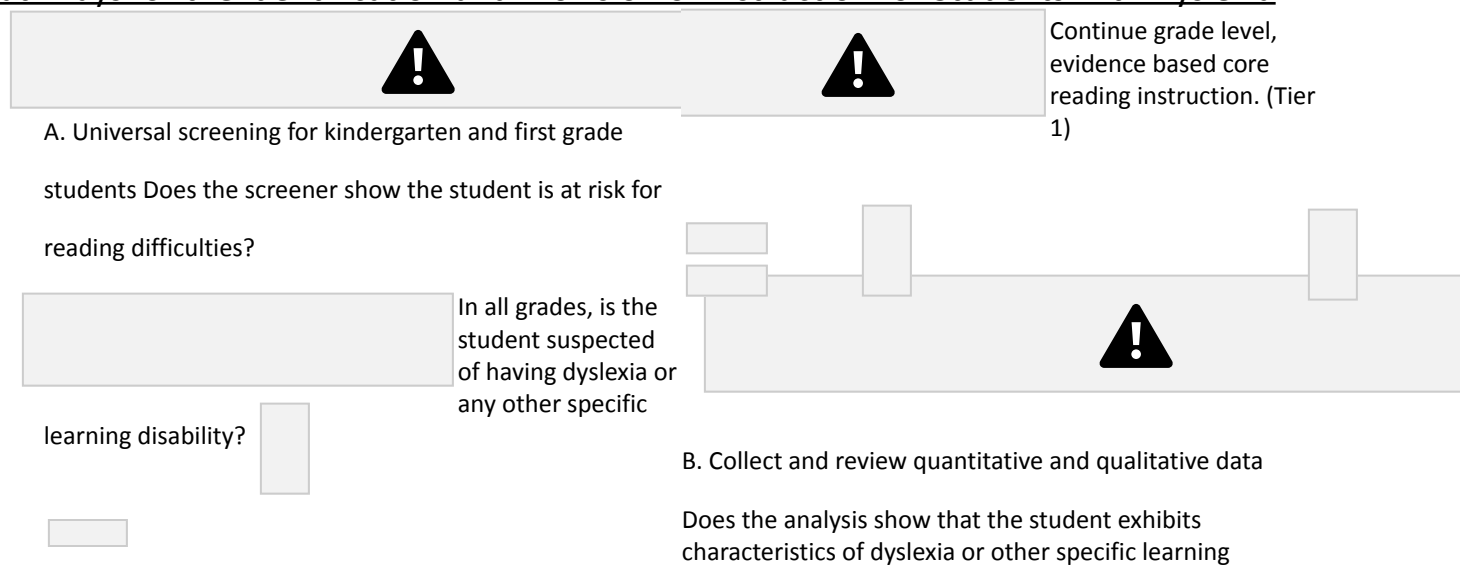 Continue grade level,
evidence based core
reading instruction. (Tier
1)
A. Universal screening for kindergarten and first grade
students Does the screener show the student is at risk for
reading difficulties?
In all grades, is the
student suspected
of having dyslexia or
any other specific
learning disability?
B. Collect and review quantitative and qualitative data
Does the analysis show that the student exhibits
characteristics of dyslexia or other specific learning